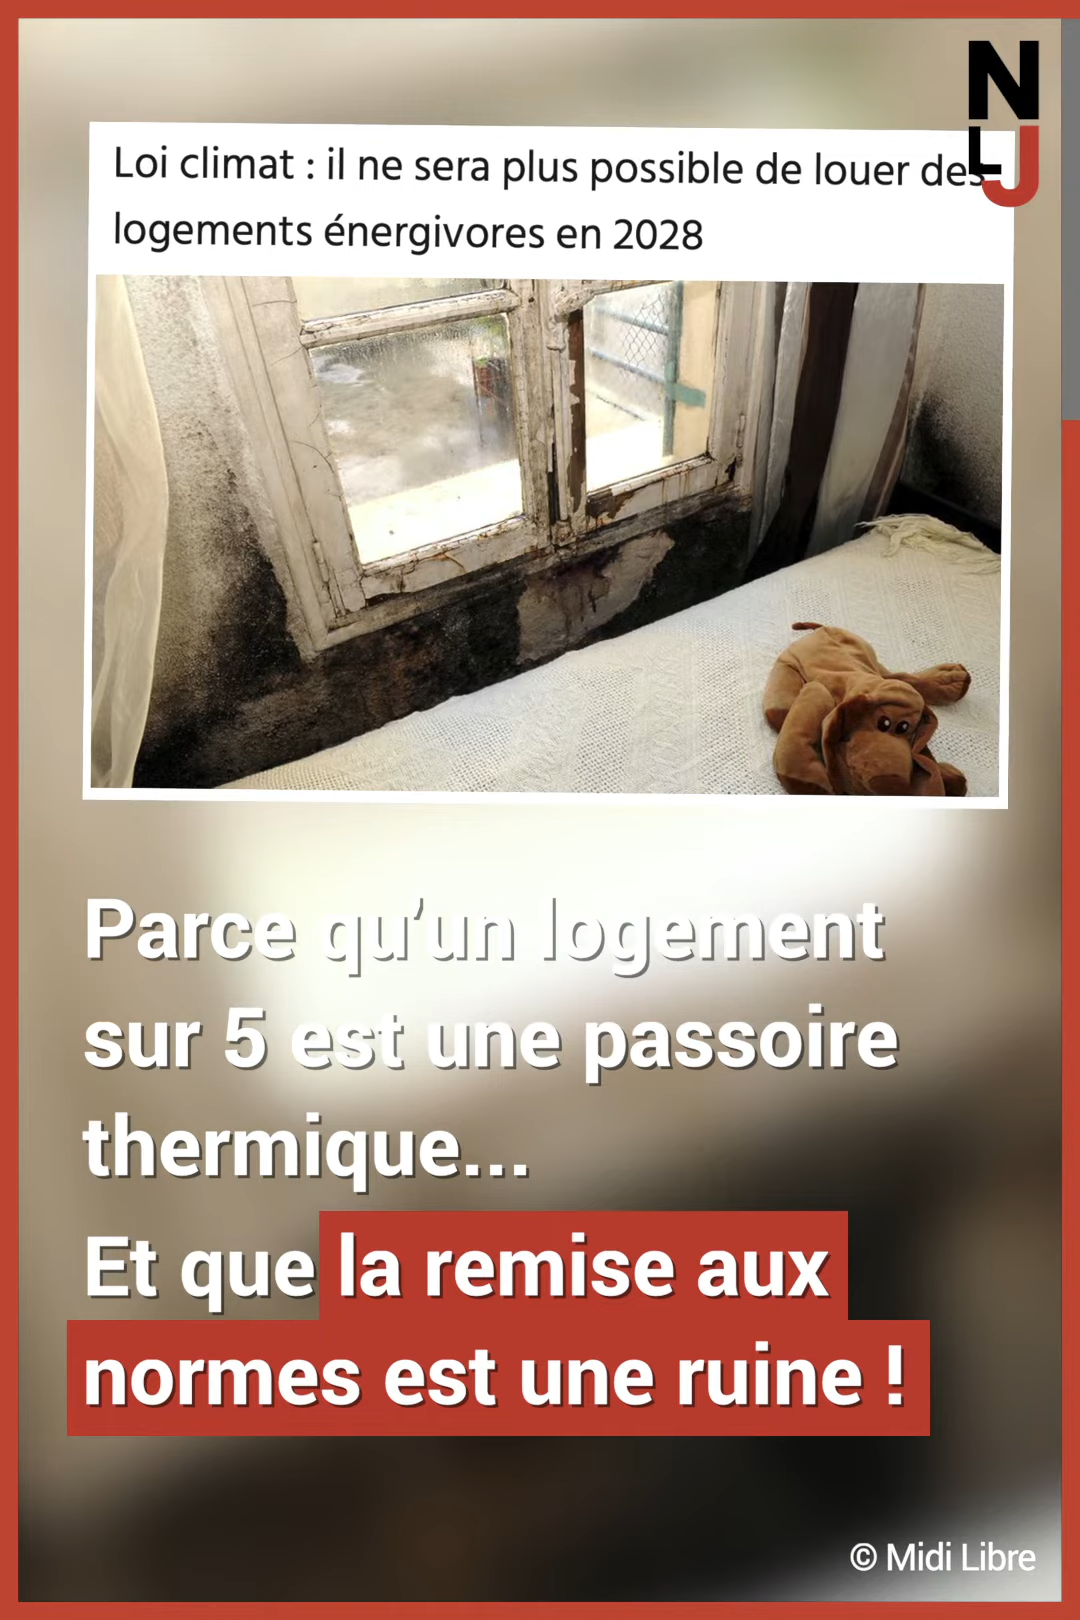 N
LJ
Loi climat : il ne sera plus possible de louer des
logements énergivores en 2028
Parce qu'un logement
sur 5 est une passoire
thermique...
Et que la remise aux
normes est une ruine !
© Midi Libre